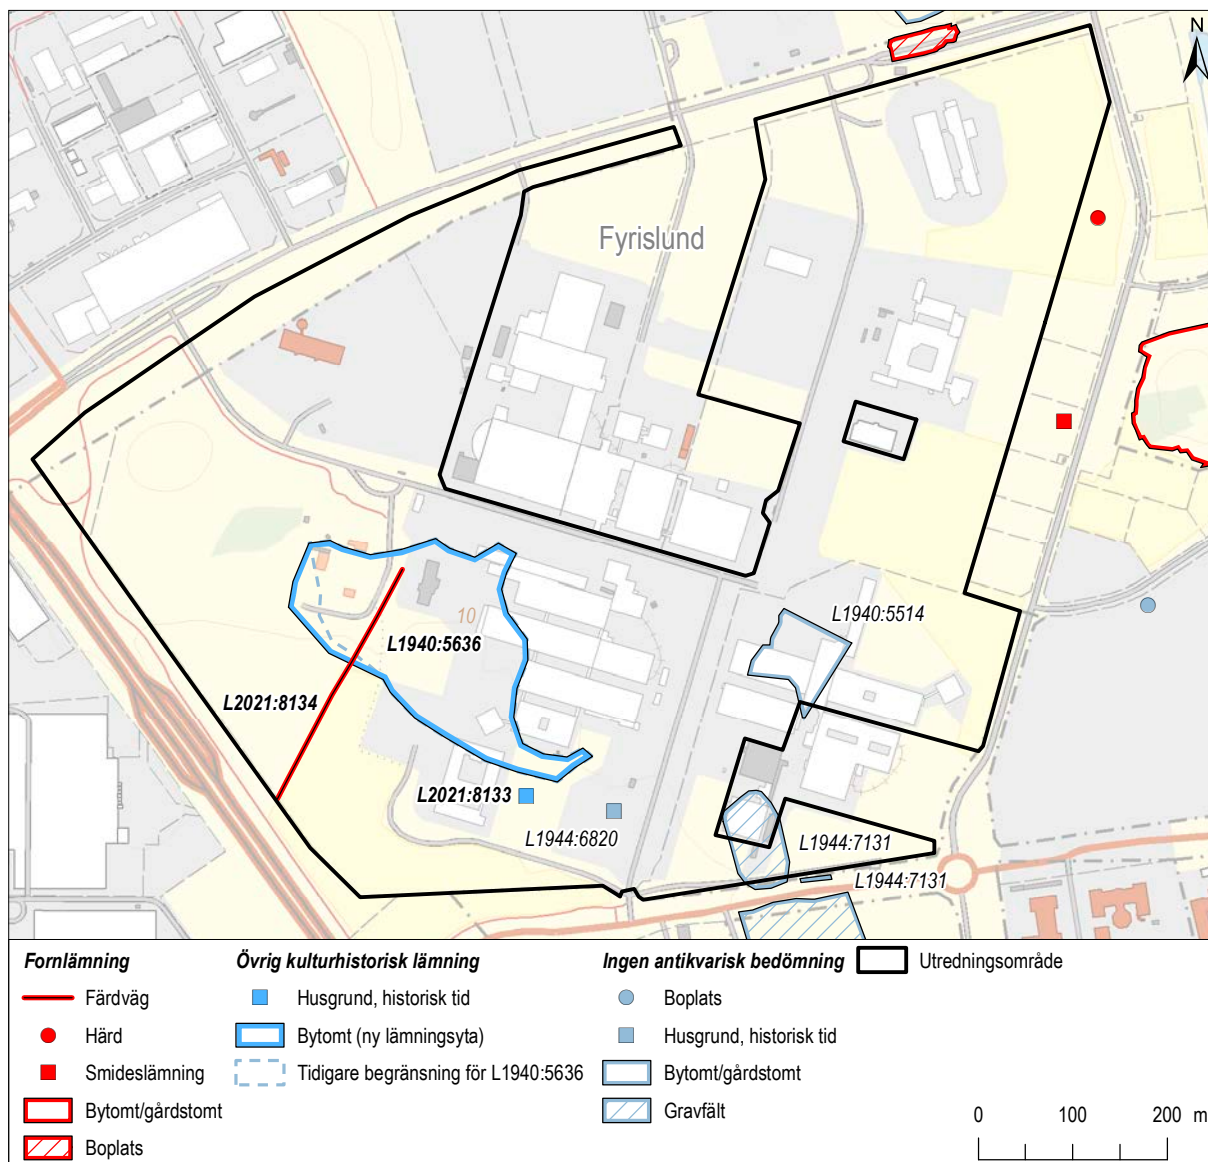 N
Fyrislund
10
L1940:5514
L1940:5636
L2021:8134
L2021:8133
L1944:6820
L1944:7131
L1944:7131
Fornlämning
Färdväg
Härd
Smideslämning
Bytomt/gårdstomt
Boplats
Övrig kulturhistorisk lämning
Husgrund, historisk tid
Bytomt (ny lämningsyta)
Tidigare begränsning för L1940:5636
Ingen antikvarisk bedömning
Boplats
Husgrund, historisk tid
Bytomt/gårdstomt
Gravfält
Utredningsområde
0 100 200 m